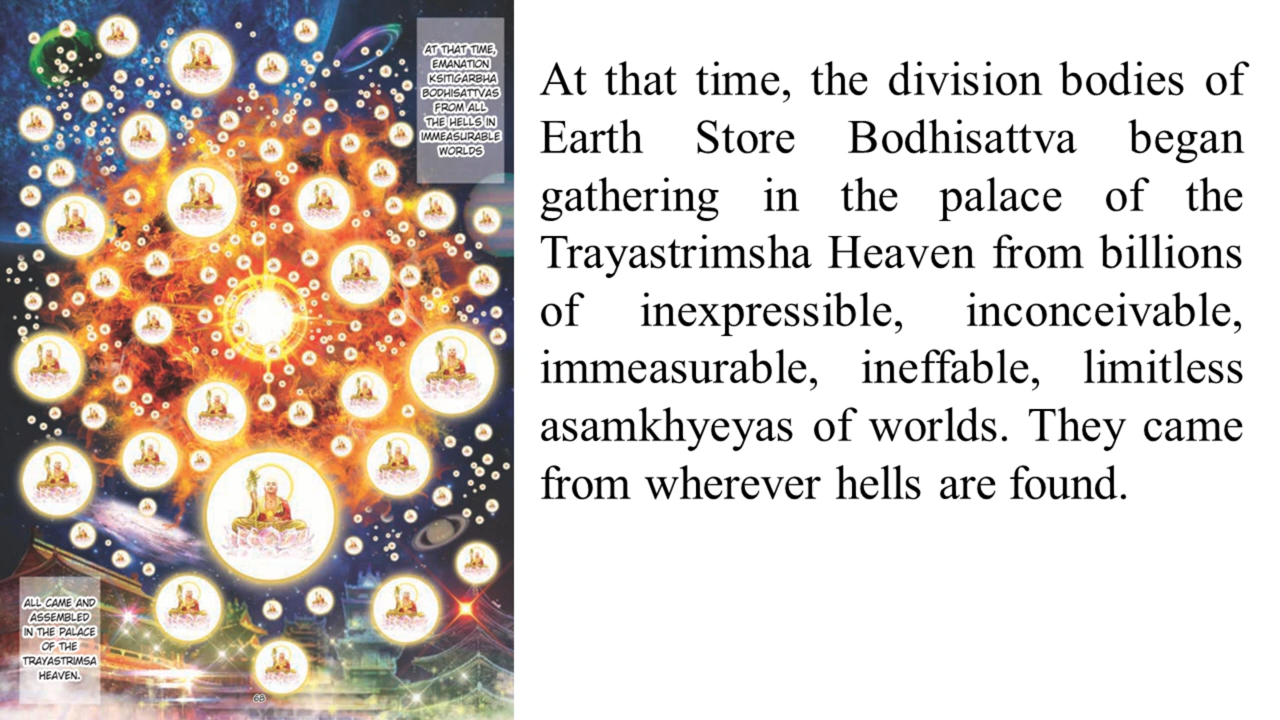 AT THAT TIME,
EMANATION
KSITIGARBHA
BODHISATTVAS
FROM ALL
THE HELLS IN
IMMEASURABLE
WORLDS
ALL CAME AND
ASSEMBLED
IN THE PALACE
OF THE
TRAYASTRIMSA
HEAVEN.
68
At that time, the division bodies of
Earth Store Bodhisattva began
gathering in the palace of the
Trayastrimsha Heaven from billions
of inexpressible, inconceivable,
immeasurable, ineffable, limitless
asamkhyeyas of worlds. They came
from wherever hells are found.